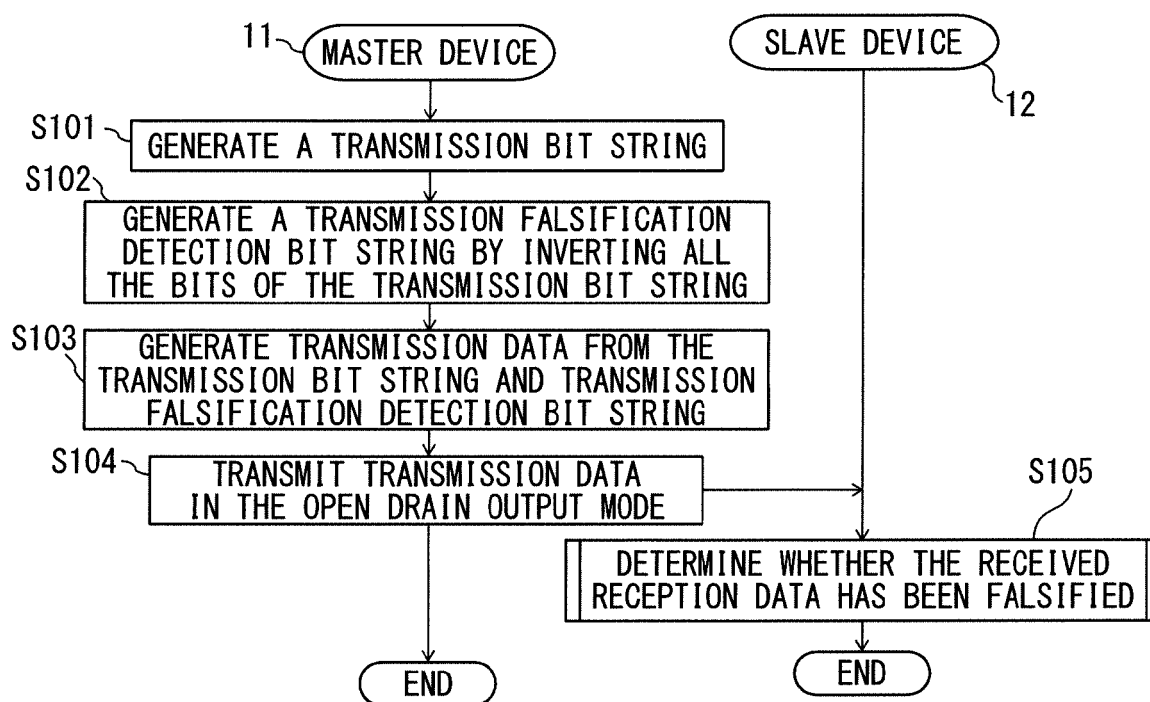 11
MASTER DEVICE
SLAVE DEVICE
12
S101
GENERATE A TRANSMISSION BIT STRING
S102
GENERATE A TRANSMISSION FALSIFICATION
DETECTION BIT STRING BY INVERTING ALL
THE BITS OF THE TRANSMISSION BIT STRING
S103
GENERATE TRANSMISSION DATA FROM THE
TRANSMISSION BIT STRING AND TRANSMISSION
FALSIFICATION DETECTION BIT STRING
S104
TRANSMIT TRANSMISSION DATA
IN THE OPEN DRAIN OUTPUT MODE
S105
DETERMINE WHETHER THE RECEIVED
RECEPTION DATA HAS BEEN FALSIFIED
END
END